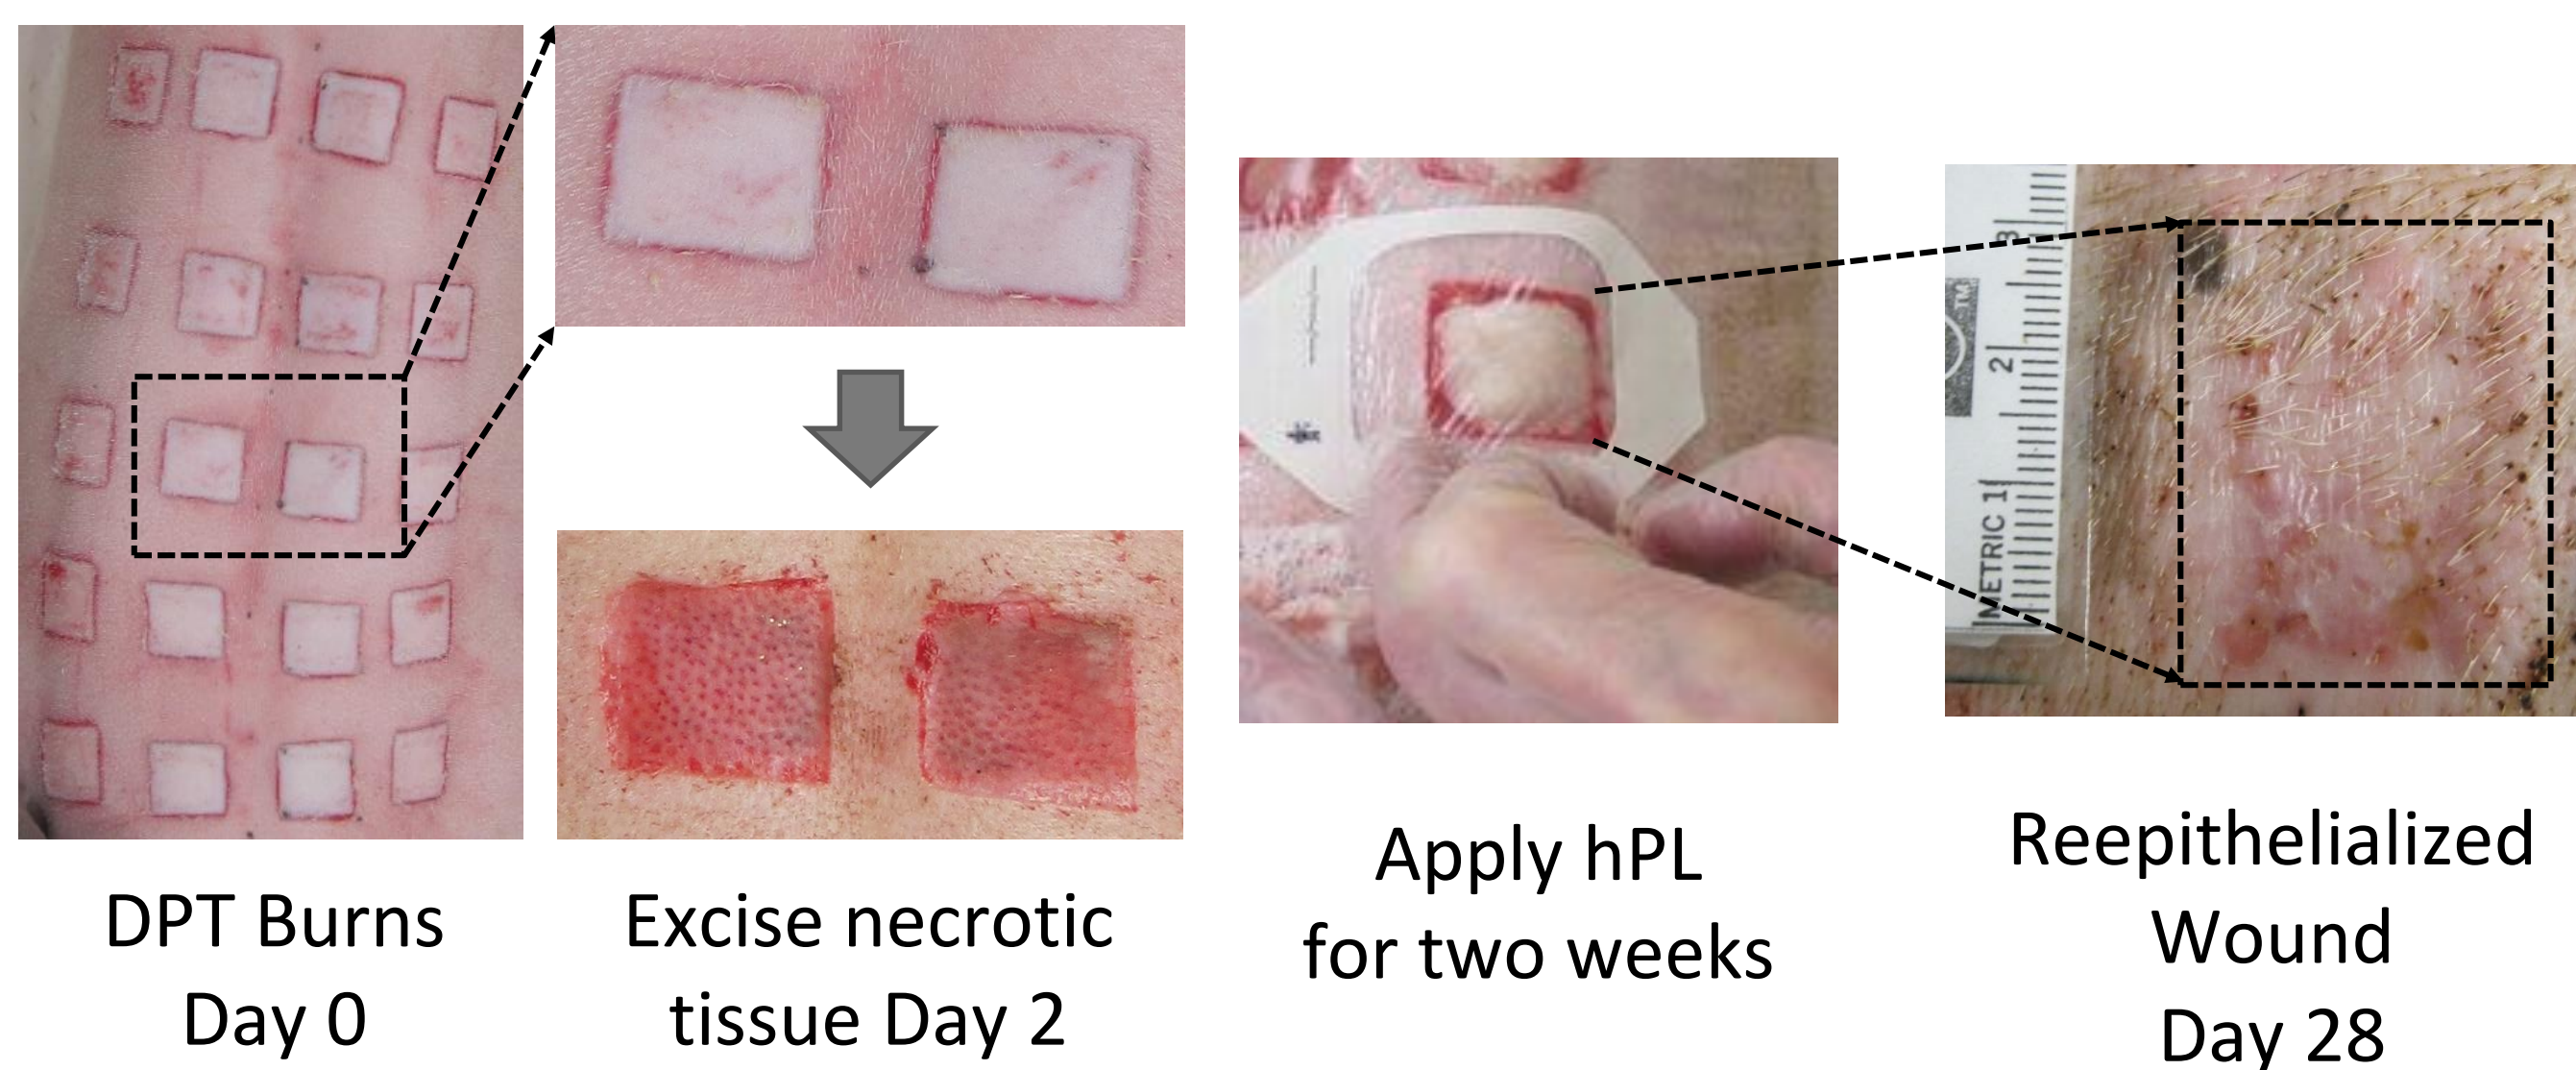 DPT Burns
Day 0
Excise necrotic
tissue Day 2
Apply hPL
for two weeks
Reepithelialized
Wound
Day 28
METRIC 1
2
3
TM